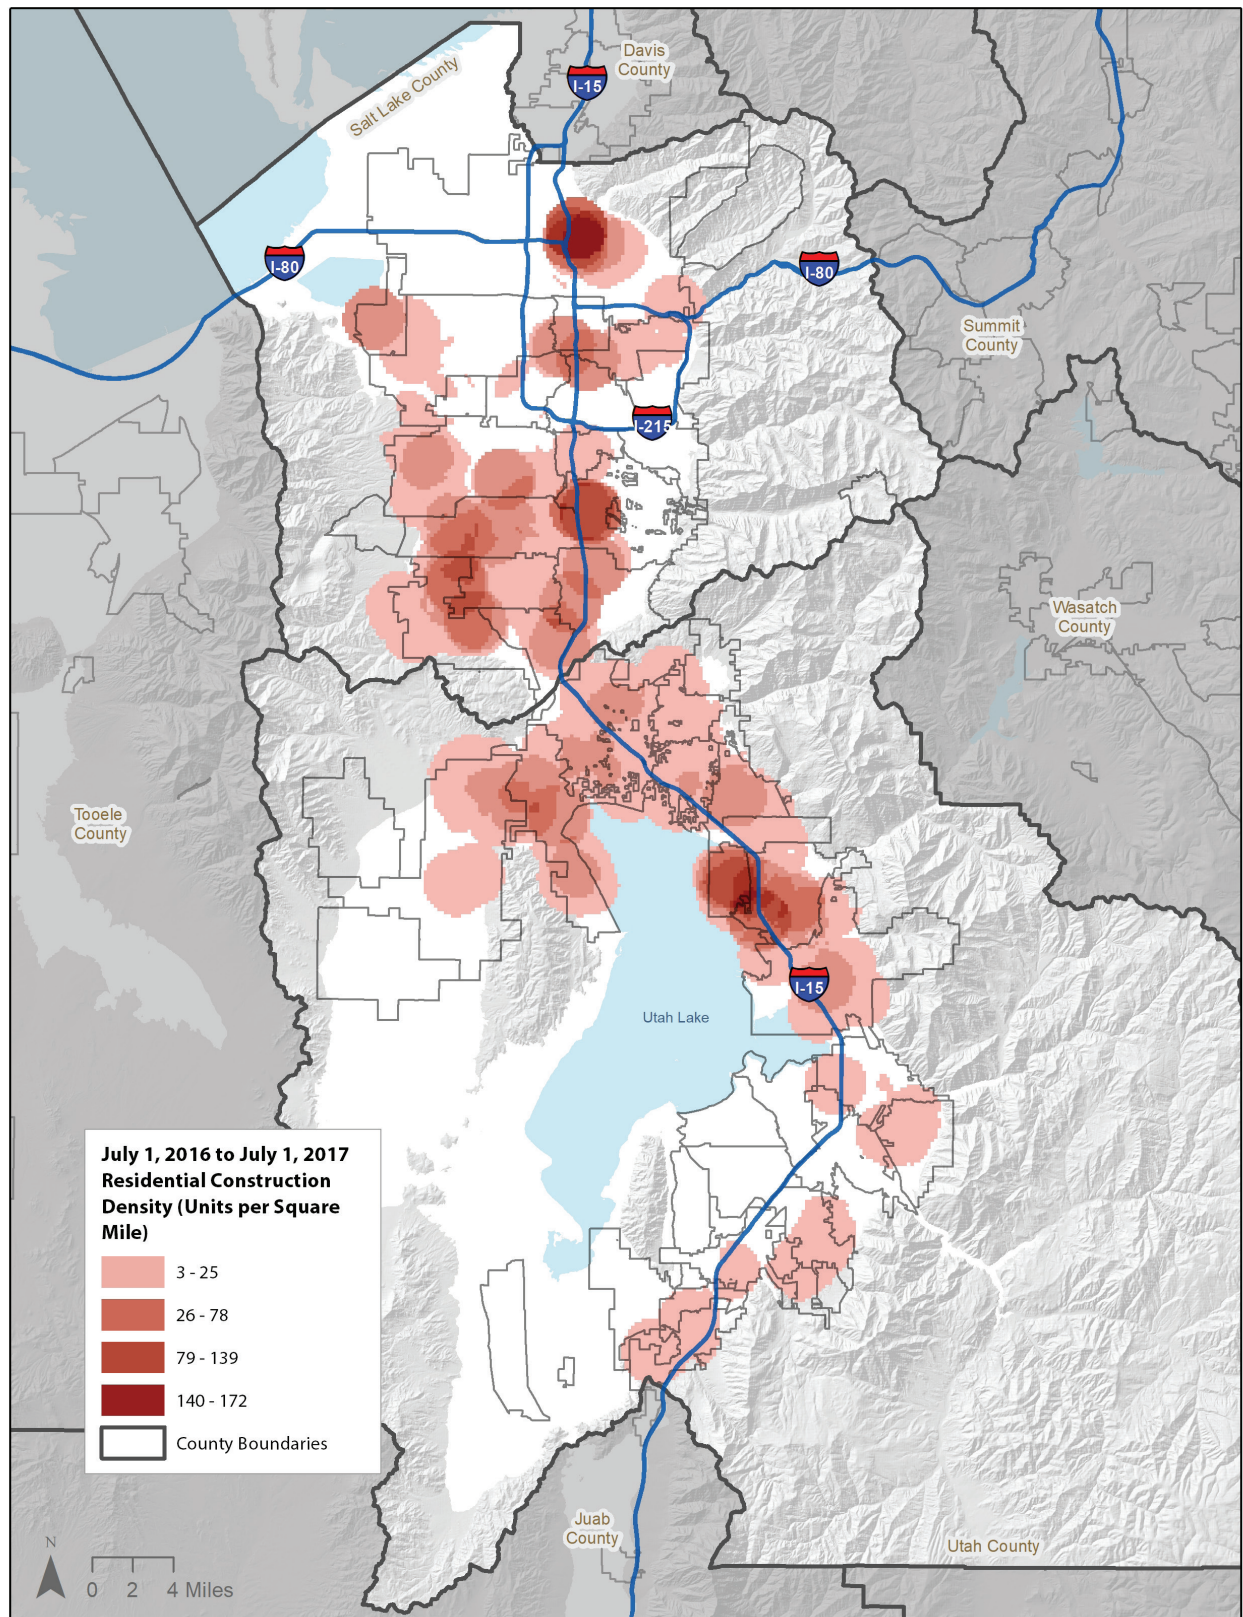 Davis
County
I-15
Salt Lake County
I-80
I-80
Summit
County
I-215
Wasatch
County
Tooele
County
I-15
Utah Lake
July 1, 2016 to July 1, 2017
Residential Construction
Density (Units per Square
Mile)
3 - 25
26 - 78
79 - 139
140 - 172
County Boundaries
Juab
County
Utah County
N
0 2 4 Miles